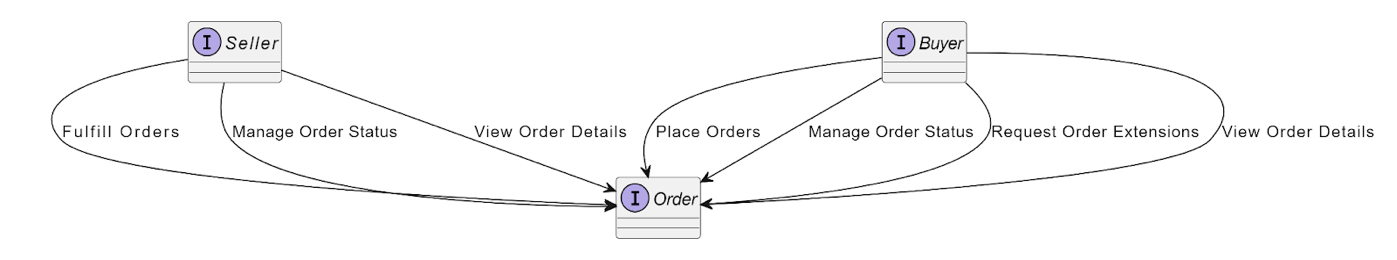 I Seller
I Buyer
Fulfill Orders
Manage Order Status
View Order Details
Place Orders
Manage Order Status
Request Order Extensions
View Order Details
I Order